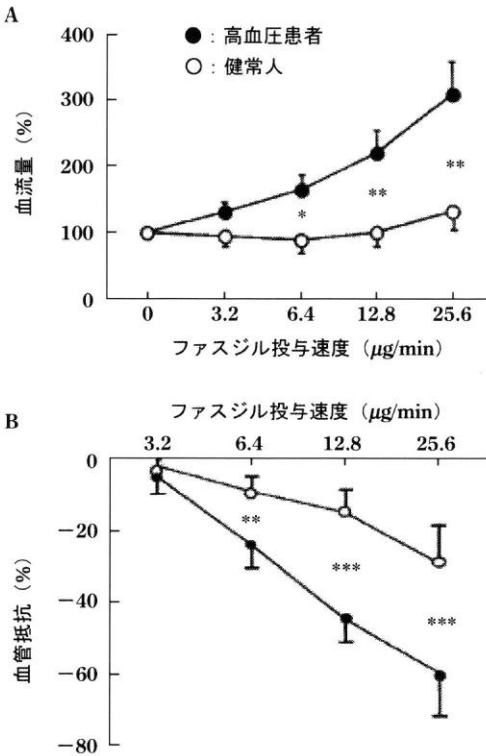 A
400
300
200
100
0
血流量（%）
●：高血圧患者
○：健常人
*
**
**
0 3.2 6.4 12.8 25.6
ファスジル投与速度（μg/min）
B
ファスジル投与速度（μg/min）
3.2 6.4 12.8 25.6
0
−20
−40
−60
−80
血管抵抗（%）
**
***
***